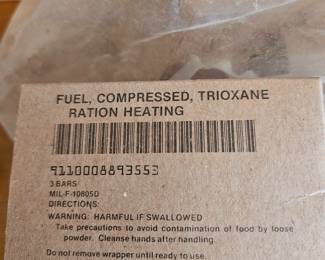 FUEL, COMPRESSED, TRIOXANE
RATION HEATING
9110008893553
3 BARS
MIL-F-10805D
DIRECTIONS:
WARNING: HARMFUL IF SWALLOWED
Take precautions to avoid contamination of food by loose
powder. Cleanse hands after handling
Do not remove wrapper until ready to use.